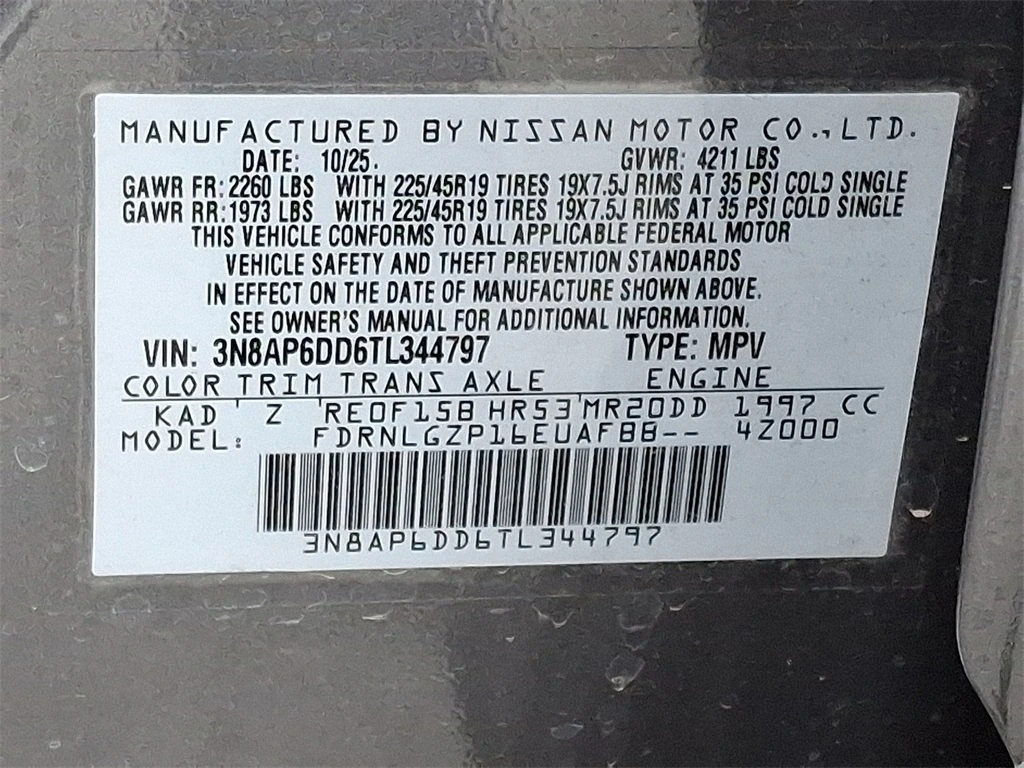 MANUFACTURED BY NISSAN MOTOR CO., LTD.
DATE: 10/25. GVWR: 4211 LBS
GAWR FR: 2260 LBS WITH 225/45R19 TIRES 19X7.5J RIMS AT 35 PSI COLD SINGLE
GAWR RR: 1973 LBS WITH 225/45R19 TIRES 19X7.5J RIMS AT 35 PSI COLD SINGLE
THIS VEHICLE CONFORMS TO ALL APPLICABLE FEDERAL MOTOR
VEHICLE SAFETY AND THEFT PREVENTION STANDARDS
IN EFFECT ON THE DATE OF MANUFACTURE SHOWN ABOVE.
SEE OWNER'S MANUAL FOR ADDITIONAL INFORMATION.
VIN: 3N8AP6DD6TL344797 TYPE: MPV
COLOR TRIM TRANS AXLE ENGINE
KAD Z RE0F15B HR53 MR20DD 1997 CC
MODEL: FDRNLGZP16EUAFBB-- 4Z000
3N8AP6DD6TL344797